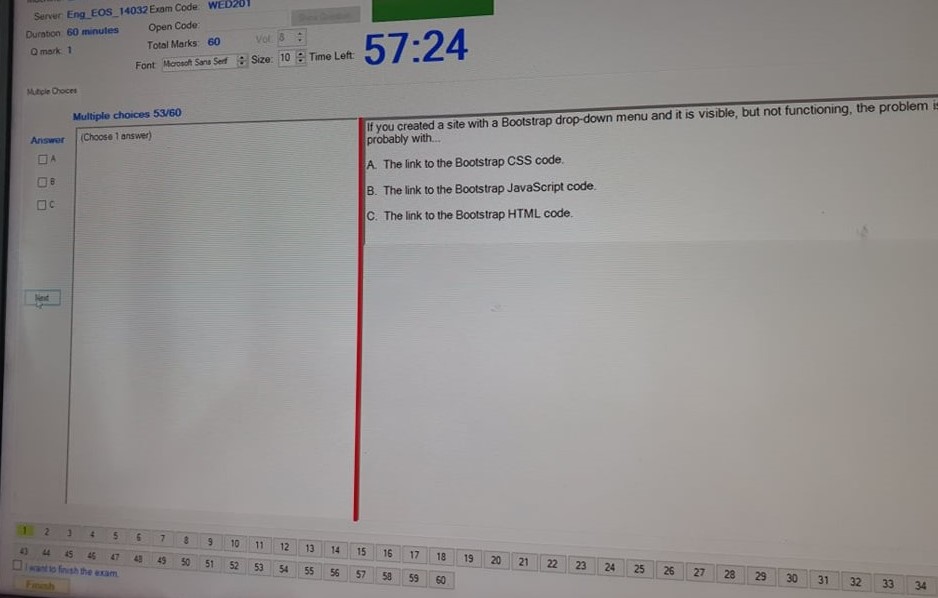 Server: Eng_EOS_14032 Exam Code: WED201
Duration: 60 minutes Open Code:
Q mark: 1 Total Marks: 60 Vol: 8
Font: Microsoft Sans Serif Size: 10 Time Left: 57:24
Multiple Choices
Multiple choices 53/60
Answer (Choose 1 answer)
A
B
C
Next
If you created a site with a Bootstrap drop-down menu and it is visible, but not functioning, the problem is
probably with...
A. The link to the Bootstrap CSS code.
B. The link to the Bootstrap JavaScript code.
C. The link to the Bootstrap HTML code.
1 2 3 4 5 6 7 8 9 10 11 12 13 14 15 16 17 18 19 20 21 22 23 24 25 26 27 28 29 30 31 32 33 34
43 44 45 46 47 48 49 50 51 52 53 54 55 56 57 58 59 60
I want to finish the exam.
Finish